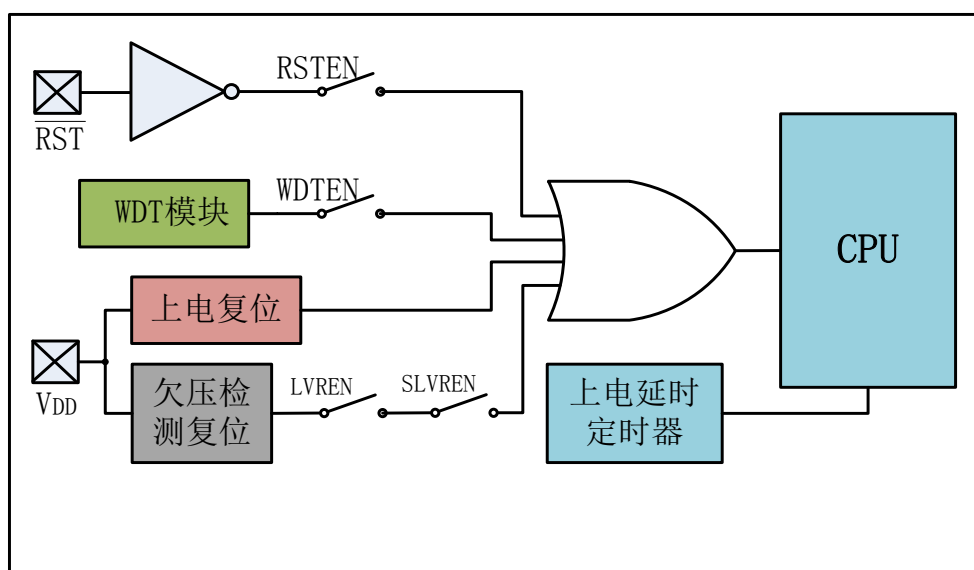 RSTEN
RST
WDT模块
WDTEN
CPU
上电复位
VDD
欠压检
测复位
LVREN
SLVREN
上电延时
定时器